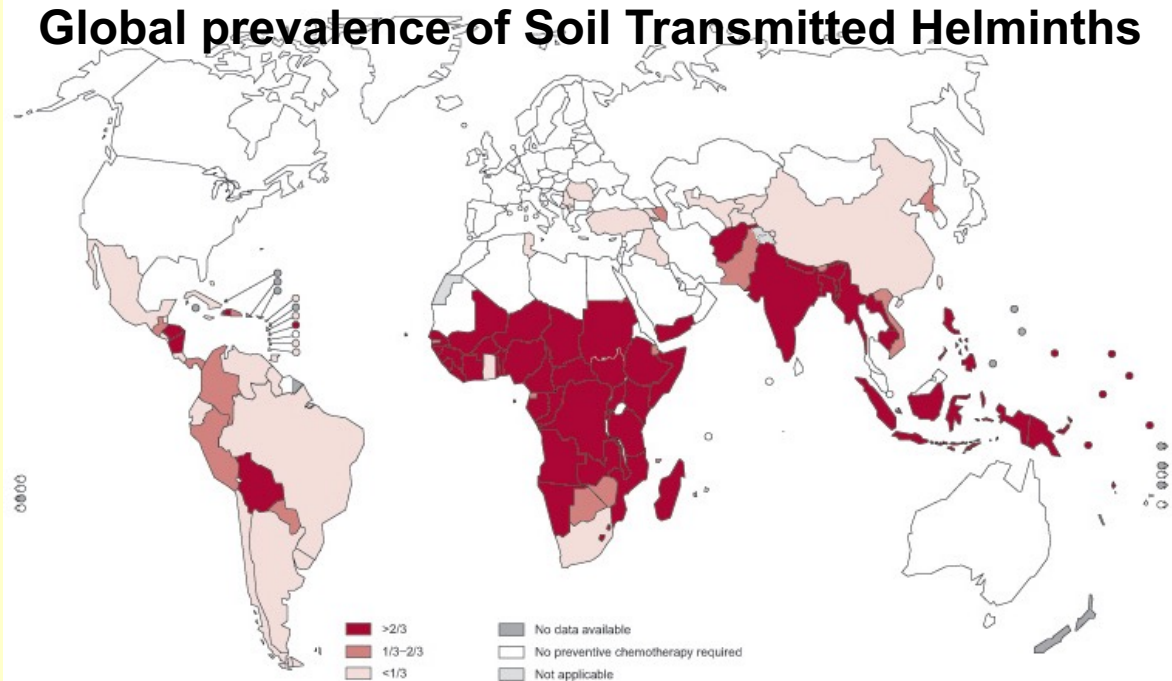 Global prevalence of Soil Transmitted Helminths
>2/3
1/3–2/3
<1/3
No data available
No preventive chemotherapy required
Not applicable